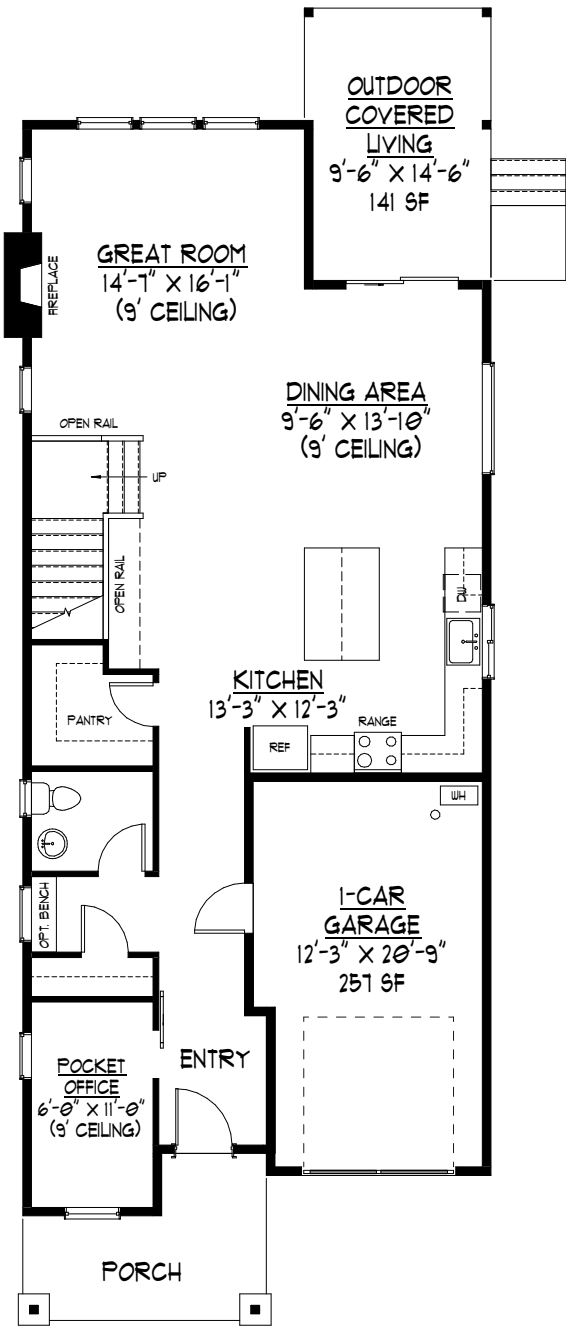 OUTDOOR
COVERED
LIVING
9'-6" X 14'-6"
141 SF
GREAT ROOM
14'-7" X 16'-1"
(9' CEILING)
FIREPLACE
DINING AREA
9'-6" X 13'-10"
(9' CEILING)
OPEN RAIL
UP
OPEN RAIL
DW
KITCHEN
13'-3" X 12'-3"
PANTRY
RANGE
REF
WH
OPT. BENCH
1-CAR
GARAGE
12'-3" X 20'-9"
257 SF
ENTRY
POCKET
OFFICE
6'-0" X 11'-0"
(9' CEILING)
PORCH